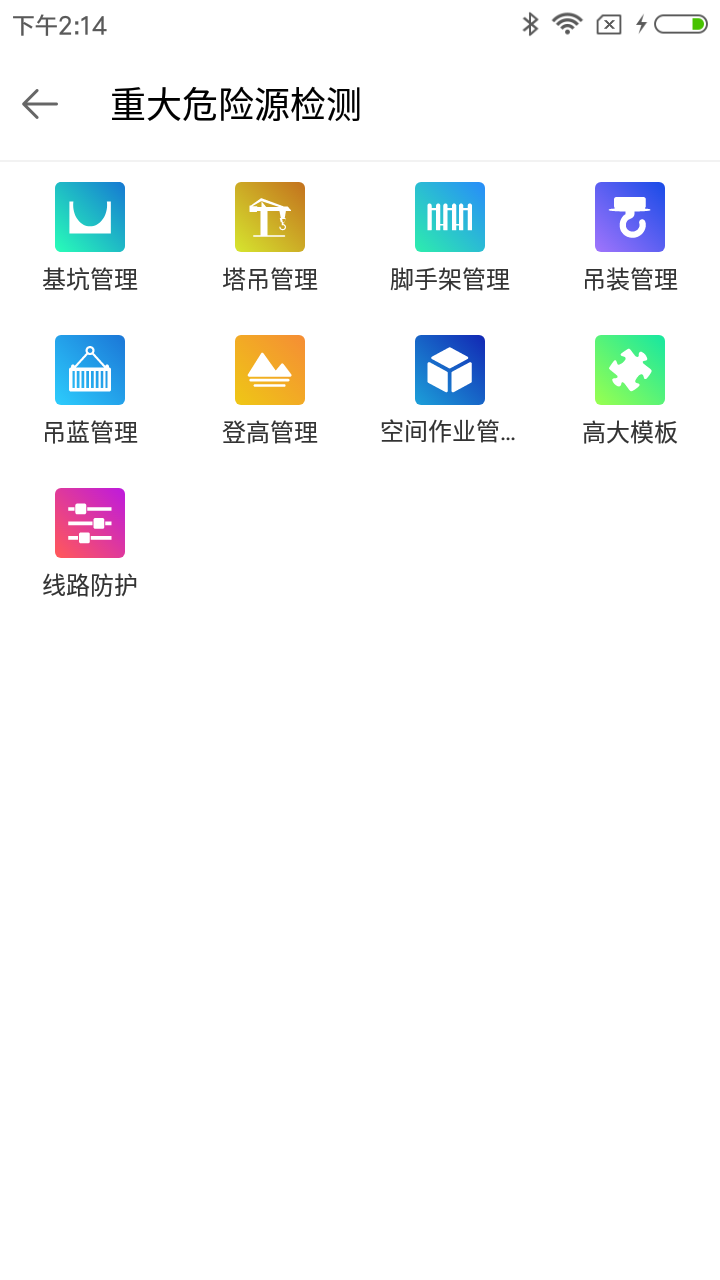 下午2:14
重大危险源检测
基坑管理
塔吊管理
脚手架管理
吊装管理
吊蓝管理
登高管理
空间作业管...
高大模板
线路防护